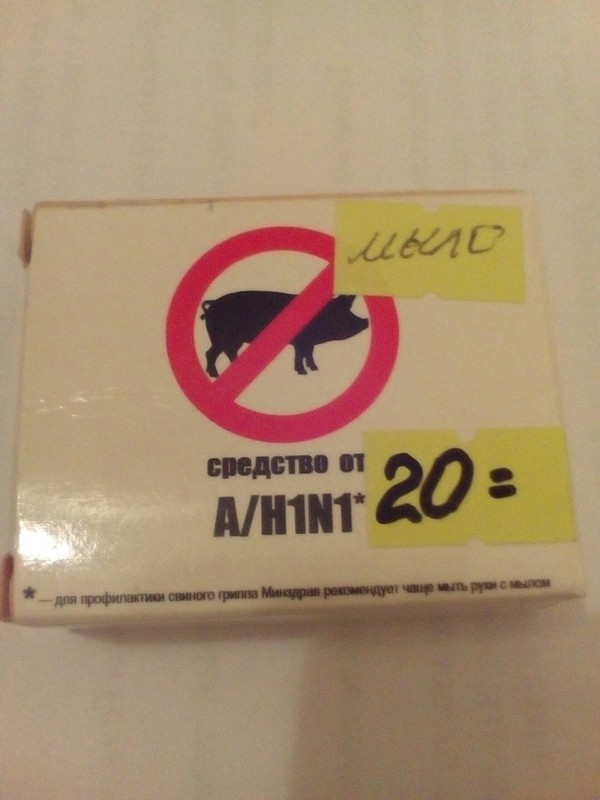 мыло
средство от
A/H1N1*
20=
* — для профилактики свиного гриппа Минздрав рекомендует чаще мыть руки с мылом